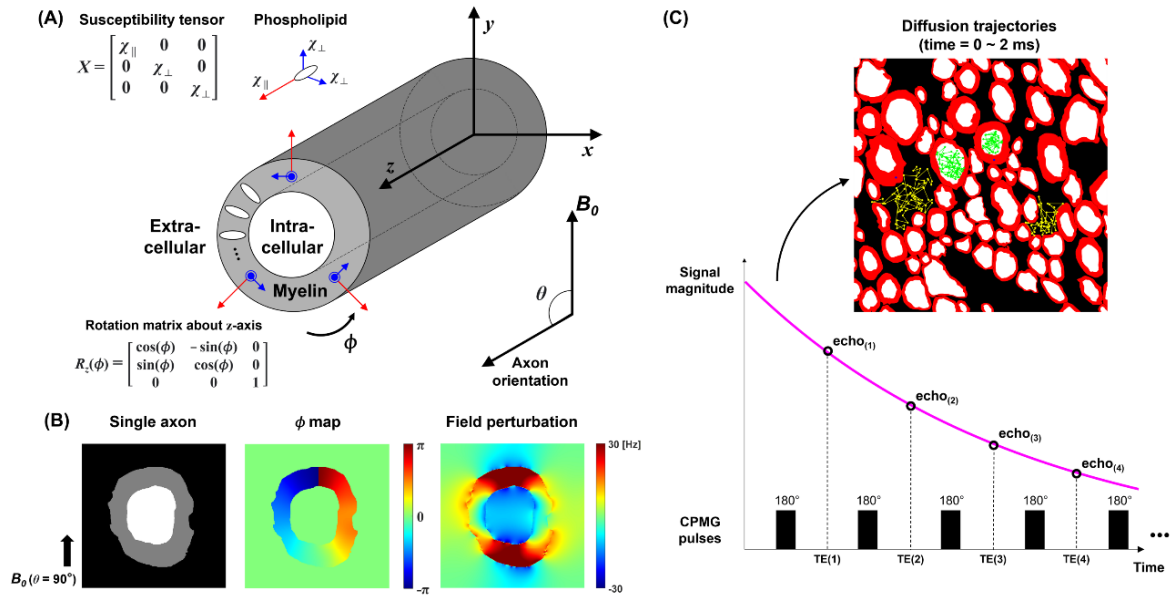 (A)
Susceptibility tensor
X = [ χ∥ 0 0
0 χ⊥ 0
0 0 χ⊥ ]
Phospholipid
χ⊥
χ⊥
χ∥
y
x
z
Extra-
cellular
Intra-
cellular
Myelin
...
ϕ
B₀
θ
Axon
orientation
Rotation matrix about z-axis
R_z(ϕ) = [ cos(ϕ) - sin(ϕ) 0
sin(ϕ) cos(ϕ) 0
0 0 1 ]
(B)
Single axon
ϕ map
Field perturbation
π
0
-π
30 [Hz]
-30
B₀ (θ = 90°)
(C)
Diffusion trajectories
(time = 0 ~ 2 ms)
Signal
magnitude
echo(1)
echo(2)
echo(3)
echo(4)
180°
180°
180°
180°
180°
CPMG
pulses
...
TE(1)
TE(2)
TE(3)
TE(4)
Time